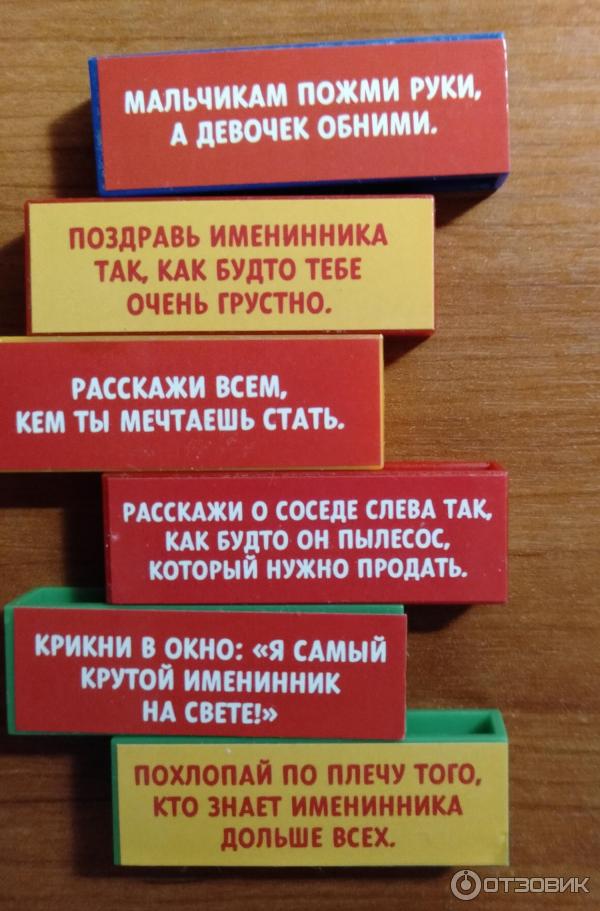 МАЛЬЧИКАМ ПОЖМИ РУКИ,
А ДЕВОЧЕК ОБНИМИ.
ПОЗДРАВЬ ИМЕНИННИКА
ТАК, КАК БУДТО ТЕБЕ
ОЧЕНЬ ГРУСТНО.
РАССКАЖИ ВСЕМ,
КЕМ ТЫ МЕЧТАЕШЬ СТАТЬ.
РАССКАЖИ О СОСЕДЕ СЛЕВА ТАК,
КАК БУДТО ОН ПЫЛЕСОС,
КОТОРЫЙ НУЖНО ПРОДАТЬ.
КРИКНИ В ОКНО: «Я САМЫЙ
КРУТОЙ ИМЕНИННИК
НА СВЕТЕ!»
ПОХЛОПАЙ ПО ПЛЕЧУ ТОГО,
КТО ЗНАЕТ ИМЕНИННИКА
ДОЛЬШЕ ВСЕХ.
ОТЗОВИК